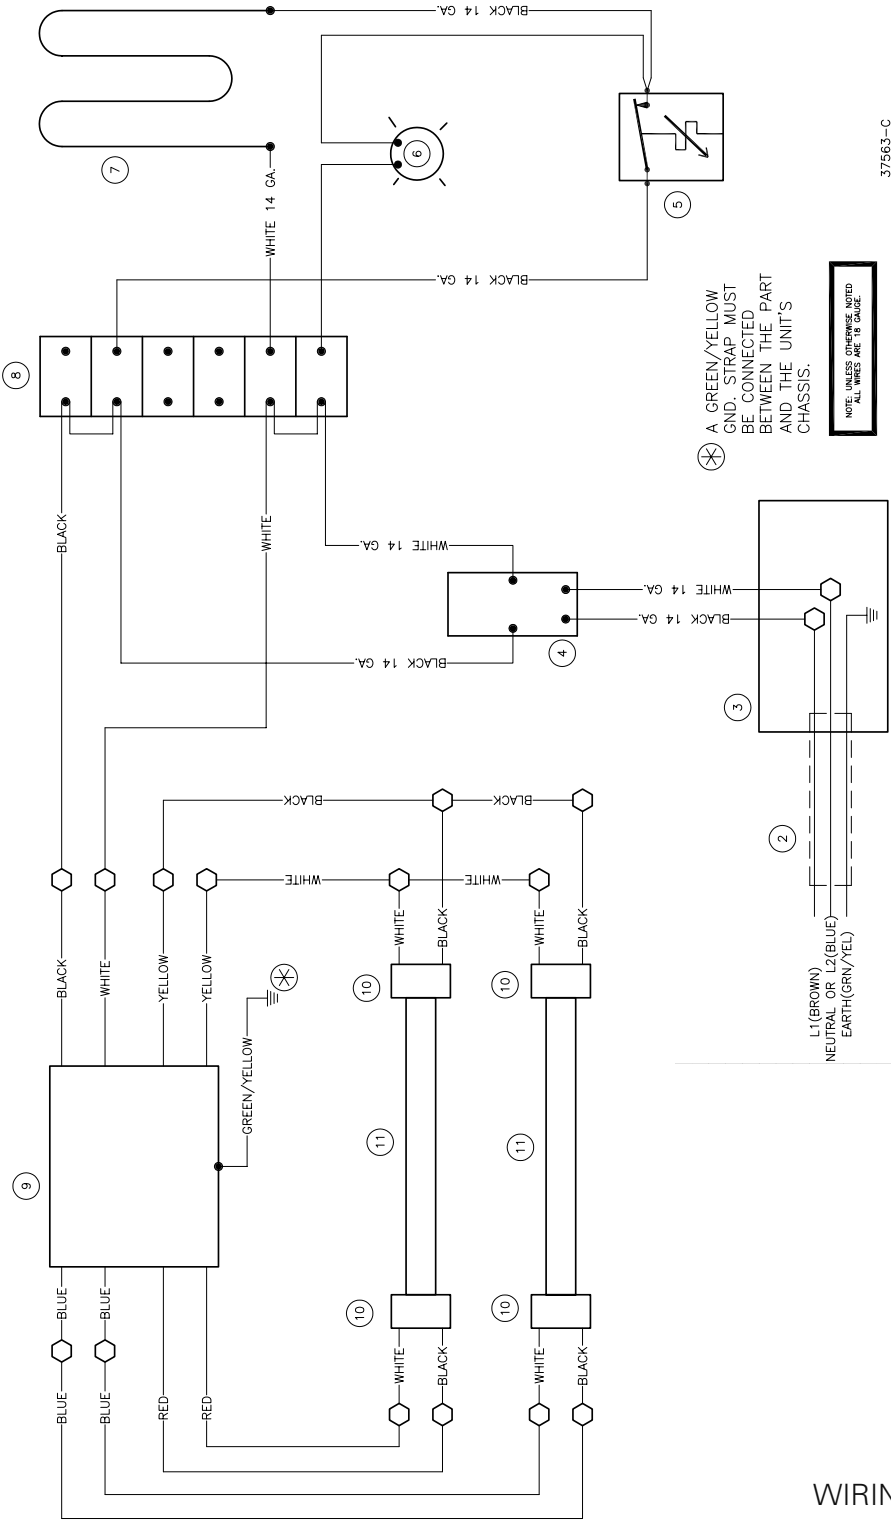 BLACK 14 GA.
7
6
WHITE 14 GA.
5
37563-C
BLACK 14 GA.
8
A GREEN/YELLOW
GND. STRAP MUST
BE CONNECTED
BETWEEN THE PART
AND THE UNIT'S
CHASSIS.
NOTE: UNLESS OTHERWISE NOTED
ALL WIRES ARE 18 GAUGE.
BLACK
WHITE
WHITE 14 GA.
WHITE 14 GA.
BLACK 14 GA.
BLACK 14 GA.
4
3
BLACK
BLACK
2
WHITE
WHITE
WHITE
BLACK
WHITE
BLACK
BLACK
WHITE
YELLOW
YELLOW
10
10
L1(BROWN)
NEUTRAL OR L2(BLUE)
EARTH(GRN/YEL)
GREEN/YELLOW
11
11
9
10
10
BLUE
BLUE
WHITE
BLACK
WHITE
BLACK
BLUE
BLUE
RED
RED
WIRIN